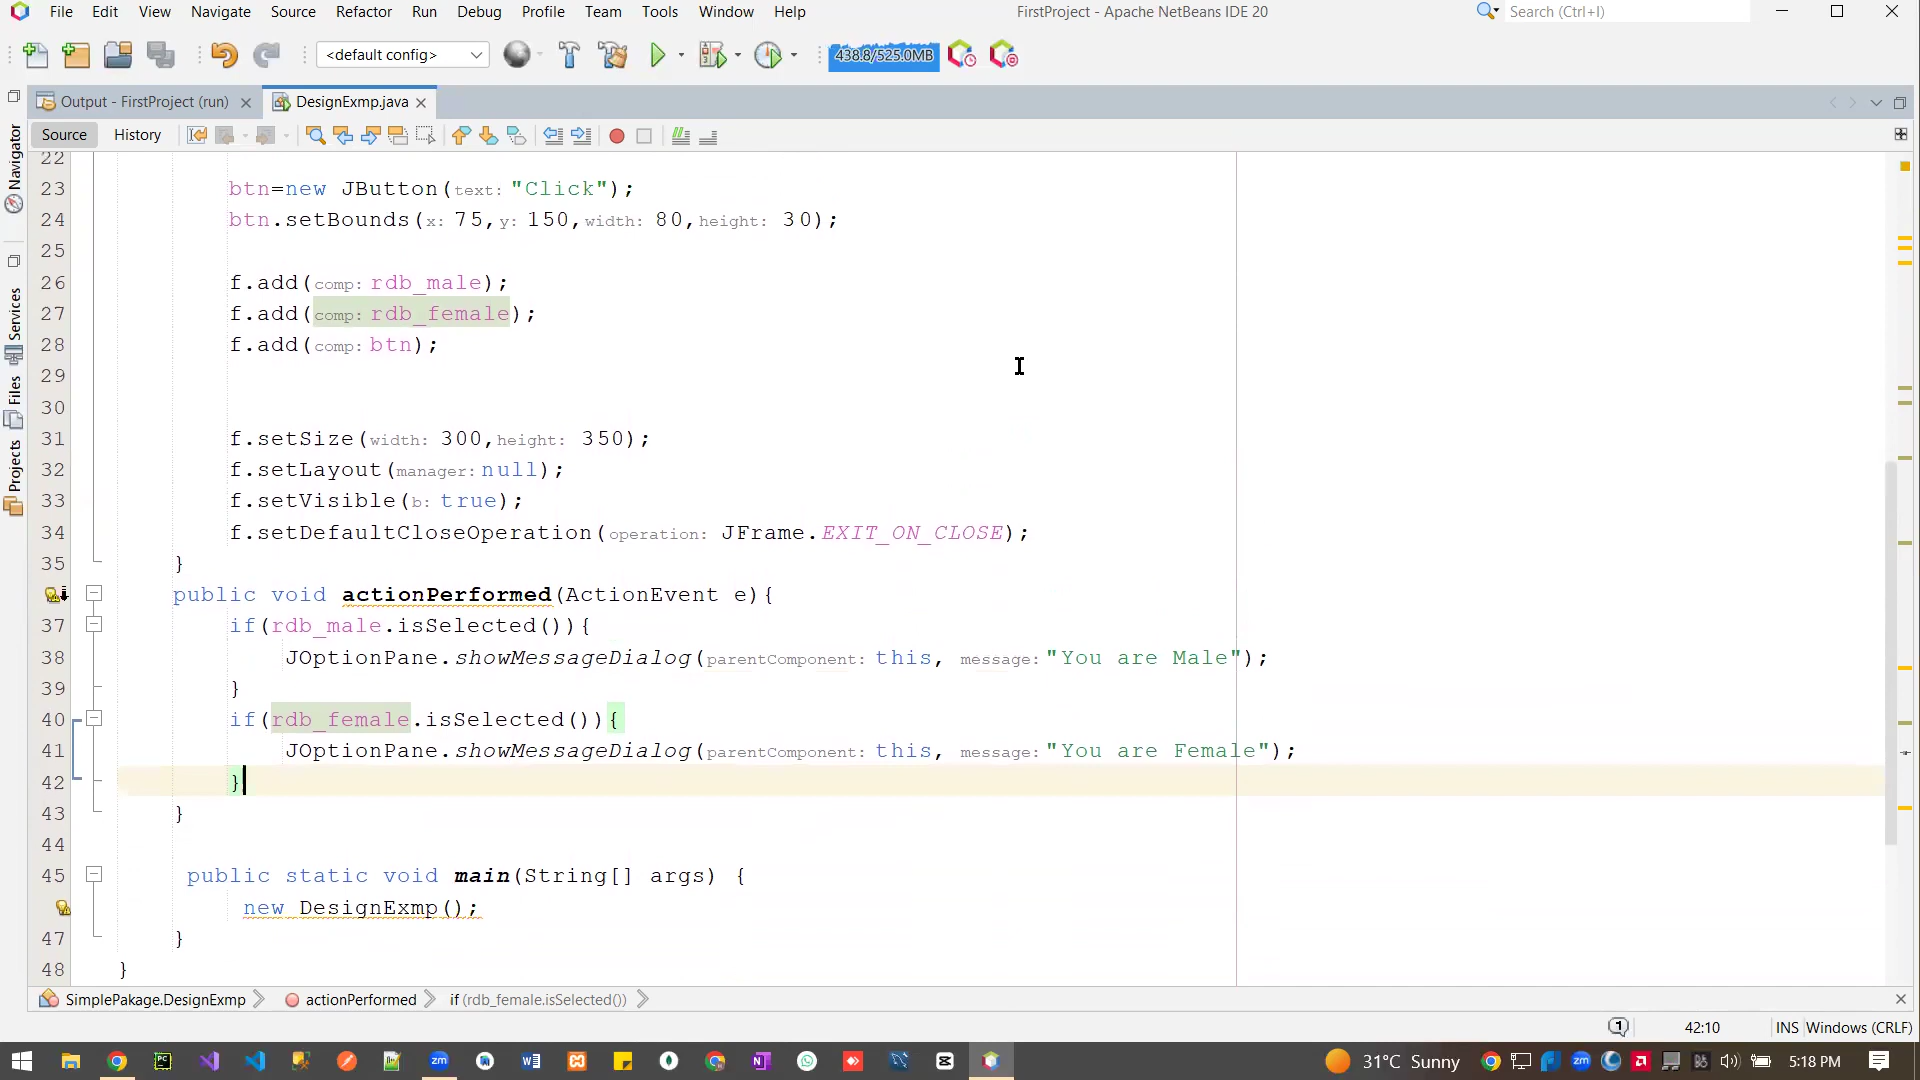 File Edit View Navigate Source Refactor Run Debug Profile Team Tools Window Help
FirstProject - Apache NetBeans IDE 20
Search (Ctrl+I)
<default config>
438.8/525.0MB
Output - FirstProject (run)
DesignExmp.java
Source History
Navigator
Services
Files
Projects
22
23 btn=new JButton(text: "Click");
24 btn.setBounds(x: 75,y: 150,width: 80,height: 30);
25
26 f.add(comp: rdb_male);
27 f.add(comp: rdb_female);
28 f.add(comp: btn);
29
30
31 f.setSize(width: 300,height: 350);
32 f.setLayout(manager: null);
33 f.setVisible(b: true);
34 f.setDefaultCloseOperation(operation: JFrame.EXIT_ON_CLOSE);
35 }
public void actionPerformed(ActionEvent e){
37 if(rdb_male.isSelected()){
38 JOptionPane.showMessageDialog(parentComponent: this, message: "You are Male");
39 }
40 if(rdb_female.isSelected()){
41 JOptionPane.showMessageDialog(parentComponent: this, message: "You are Female");
42 }
43 }
44
45 public static void main(String[] args) {
new DesignExmp();
47 }
48 }
SimplePakage.DesignExmp actionPerformed if (rdb_female.isSelected())
1 42:10 INS Windows (CRLF)
31°C Sunny 5:18 PM